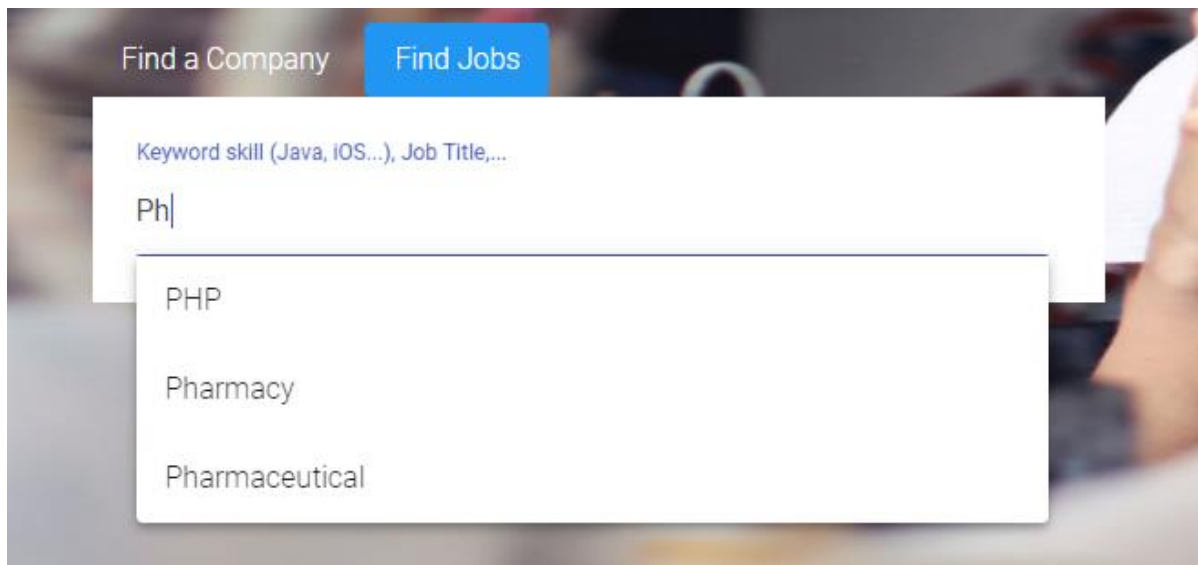 Find a Company Find Jobs
Keyword skill (Java, iOS...), Job Title,...
Ph
PHP
Pharmacy
Pharmaceutical